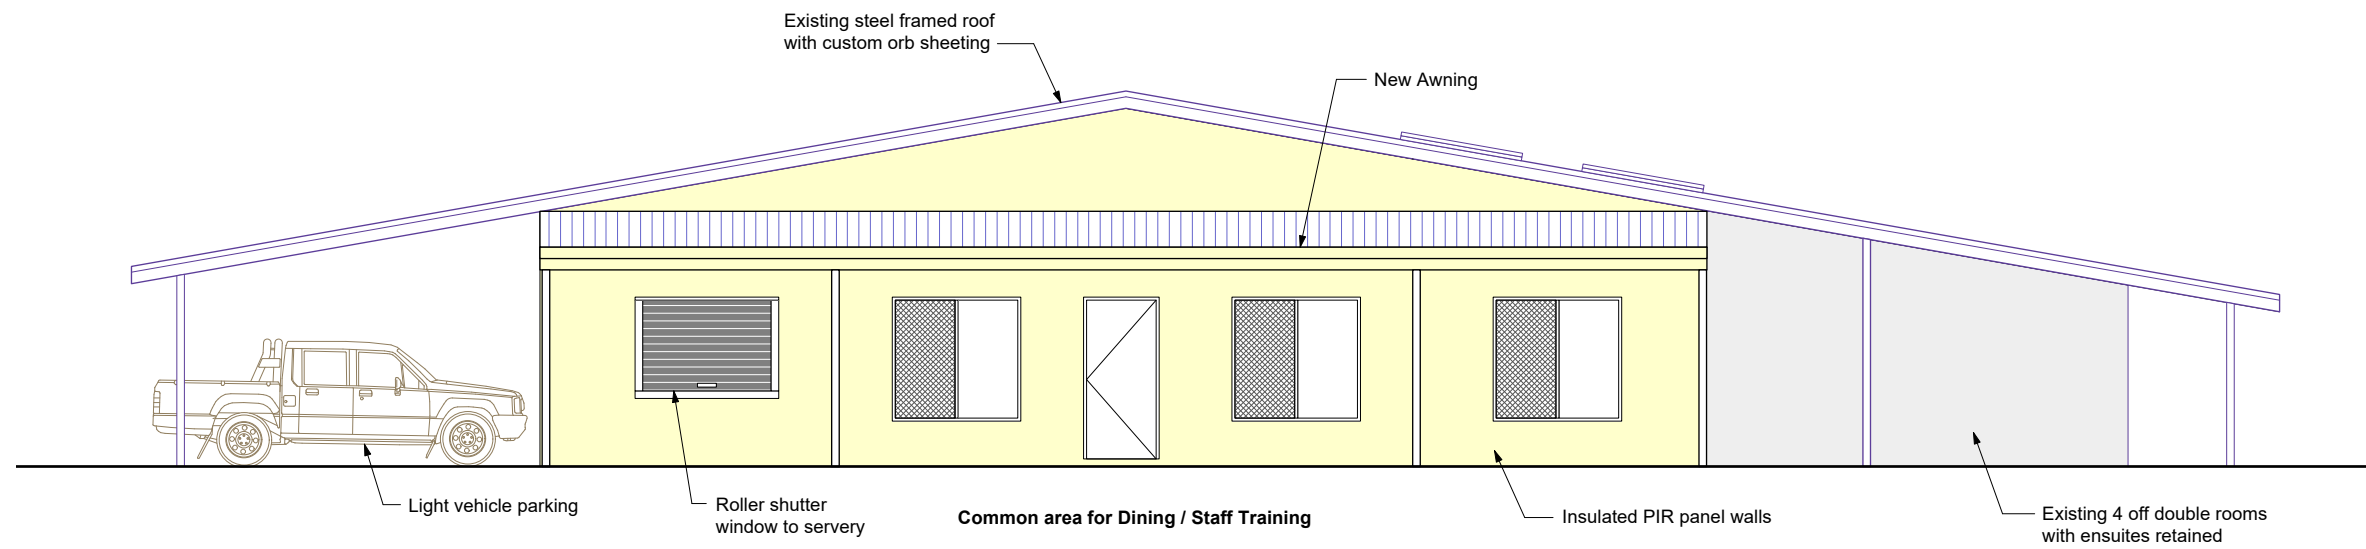 Existing steel framed roof
with custom orb sheeting
New Awning
Light vehicle parking
Roller shutter
window to servery
Common area for Dining / Staff Training
Insulated PIR panel walls
Existing 4 off double rooms
with ensuites retained